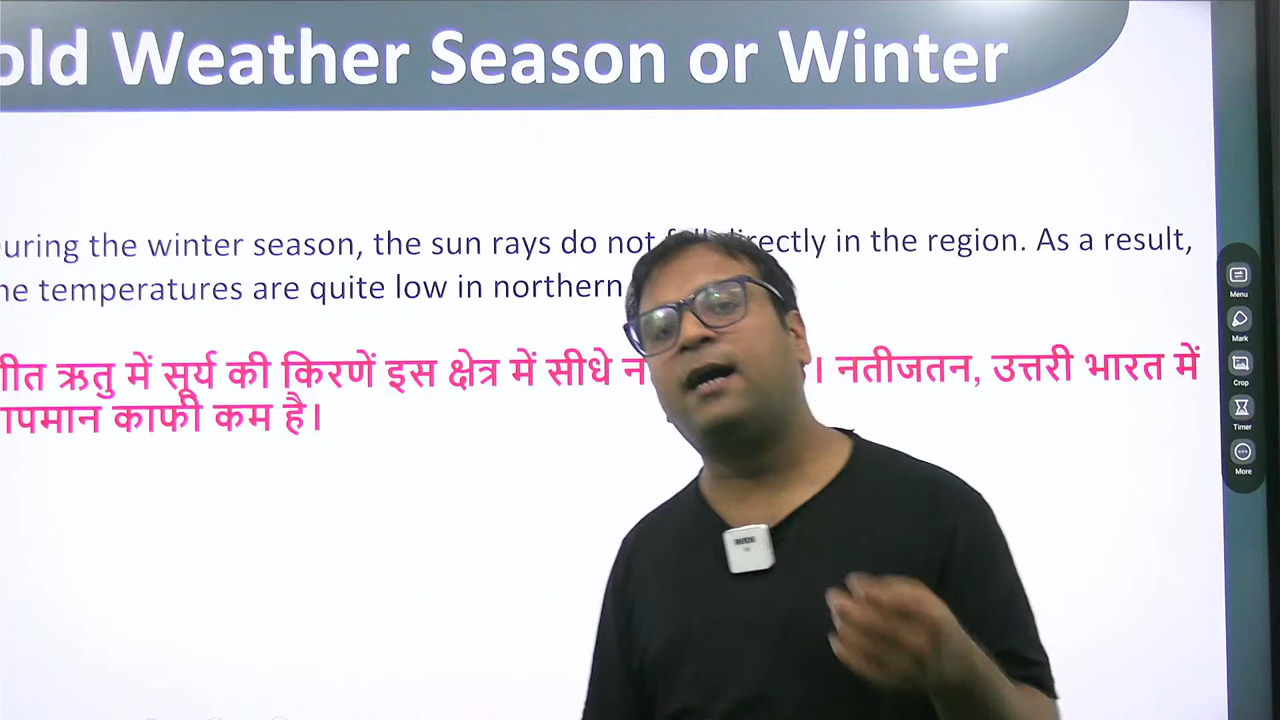 old Weather Season or Winter
uring the winter season, the sun rays do not directly in the region. As a result,
he temperatures are quite low in northern
ीत ऋतु में सूर्य की किरणें इस क्षेत्र में सीधे । नतीजतन, उत्तरी भारत में
ापमान काफी कम है।
Menu
Mark
Crop
Timer
More
RODE